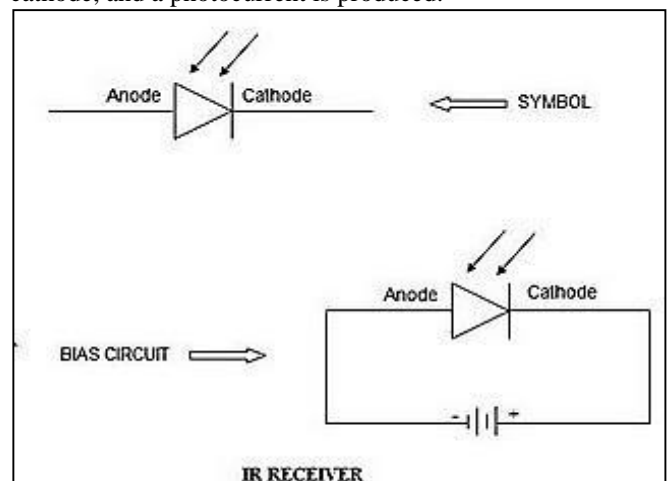 cathode, and a photocurrent is produced.
Anode Cathode
SYMBOL
Anode Cathode
BIAS CIRCUIT
- +
IR RECEIVER